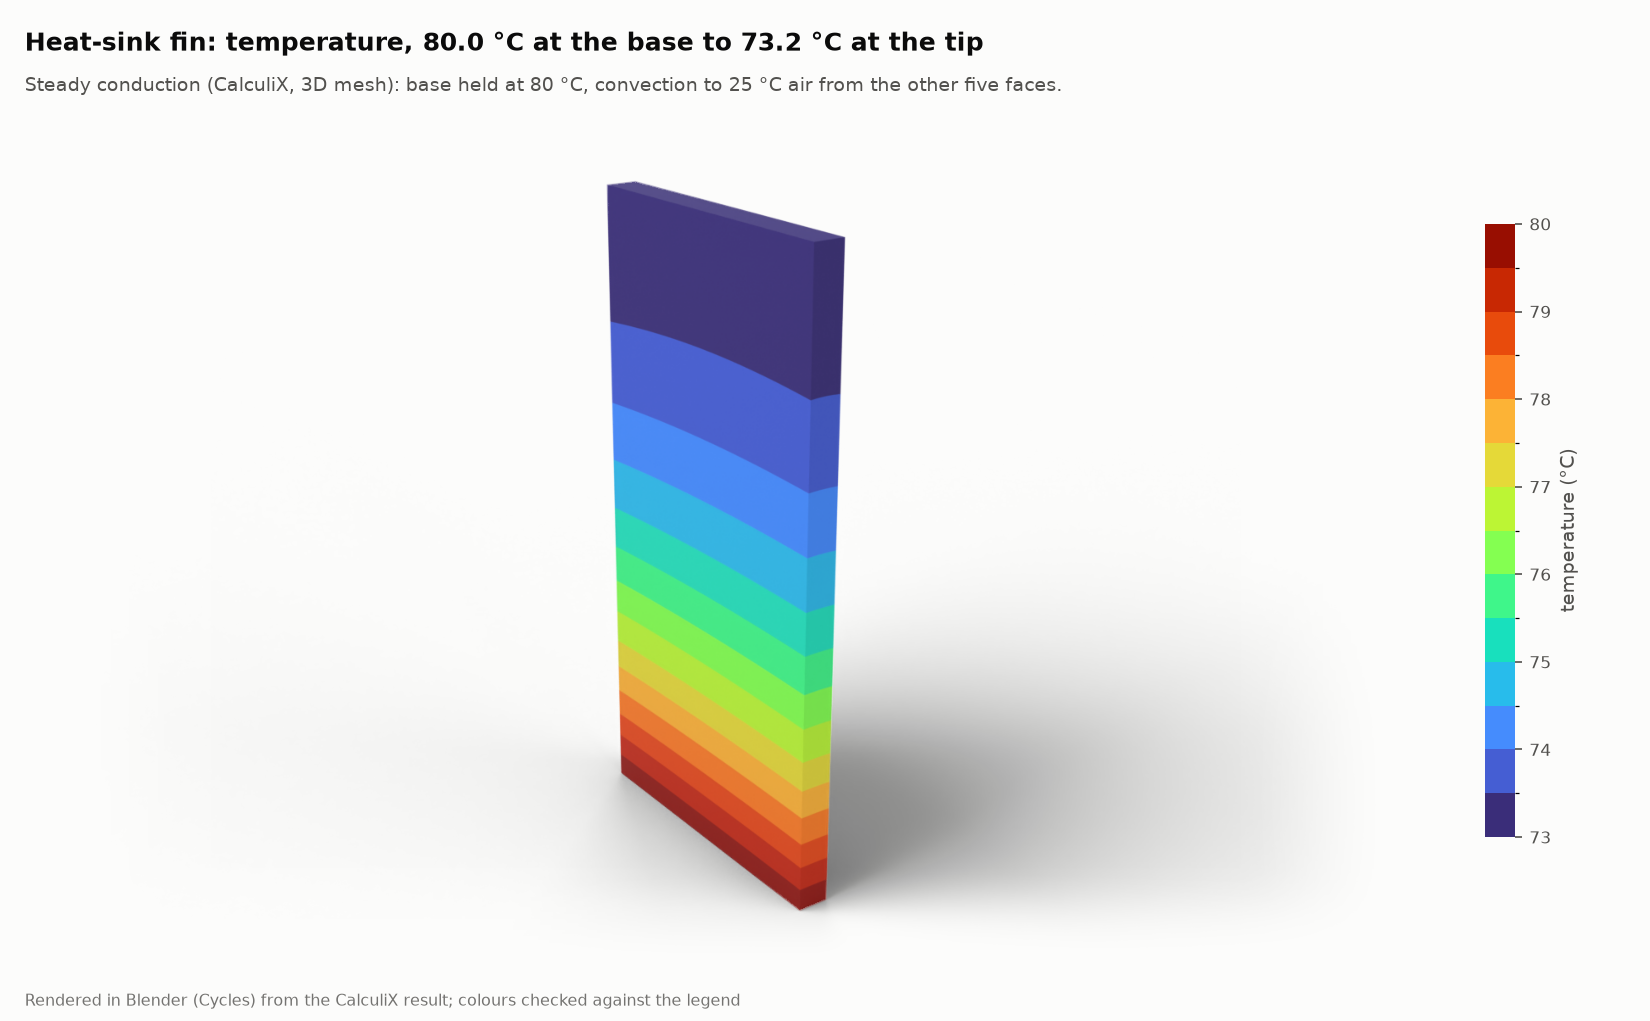 Heat-sink fin: temperature, 80.0 °C at the base to 73.2 °C at the tip
Steady conduction (CalculiX, 3D mesh): base held at 80 °C, convection to 25 °C air from the other five faces.
80
79
78
77
76
75
74
73
temperature (°C)
Rendered in Blender (Cycles) from the CalculiX result; colours checked against the legend